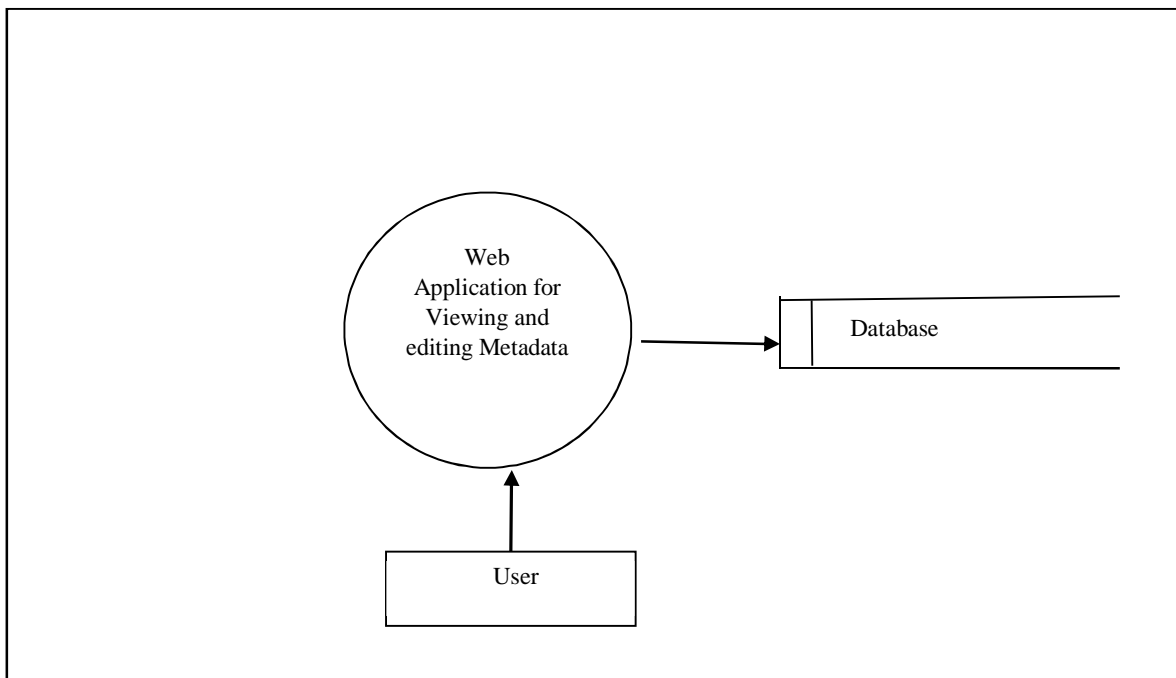 Web
Application for
Viewing and
editing Metadata
Database
User